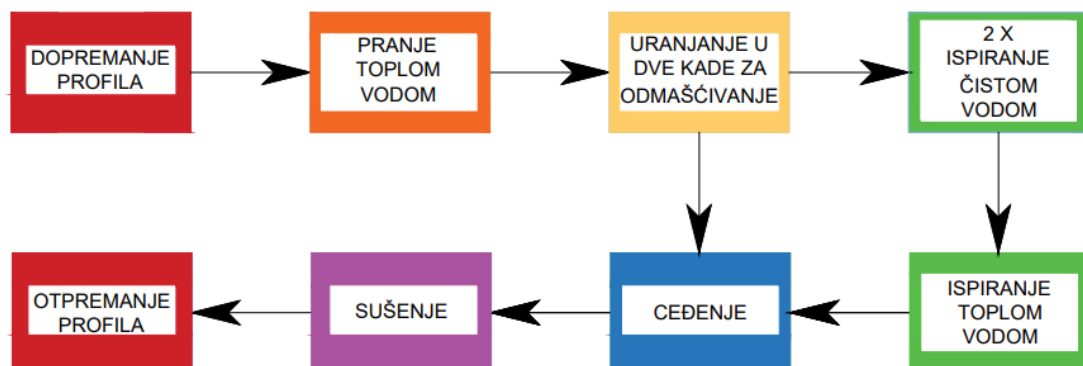 DOPREMANJE
PROFILA
PRANJE
TOPLOM
VODOM
URANJANJE U
DVE KADE ZA
ODMAŠĆIVANJE
2 X
ISPIRANJE
ČISTOM
VODOM
OTPREMANJE
PROFILA
SUŠENJE
CEĐENJE
ISPIRANJE
TOPLOM
VODOM